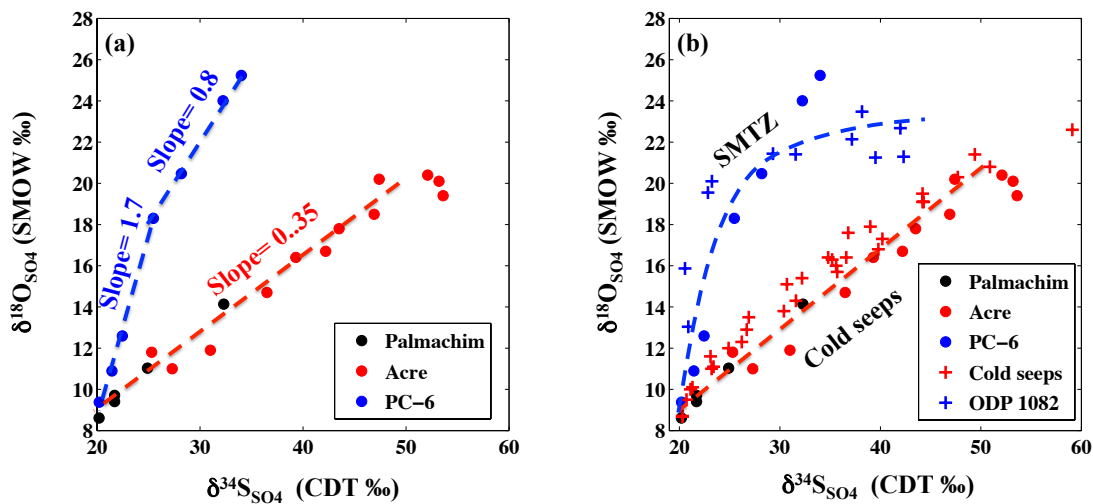 (a)
28
26
24
22
20
18
16
14
12
10
8
20
30
40
50
60
δ18OSO4 (SMOW ‰)
δ34SSO4 (CDT ‰)
Slope= 0.8
Slope= 1.7
Slope= 0..35
Palmachim
Acre
PC−6
(b)
28
26
24
22
20
18
16
14
12
10
8
20
30
40
50
60
δ18OSO4 (SMOW ‰)
δ34SSO4 (CDT ‰)
SMTZ
Cold seeps
Palmachim
Acre
PC−6
Cold seeps
ODP 1082